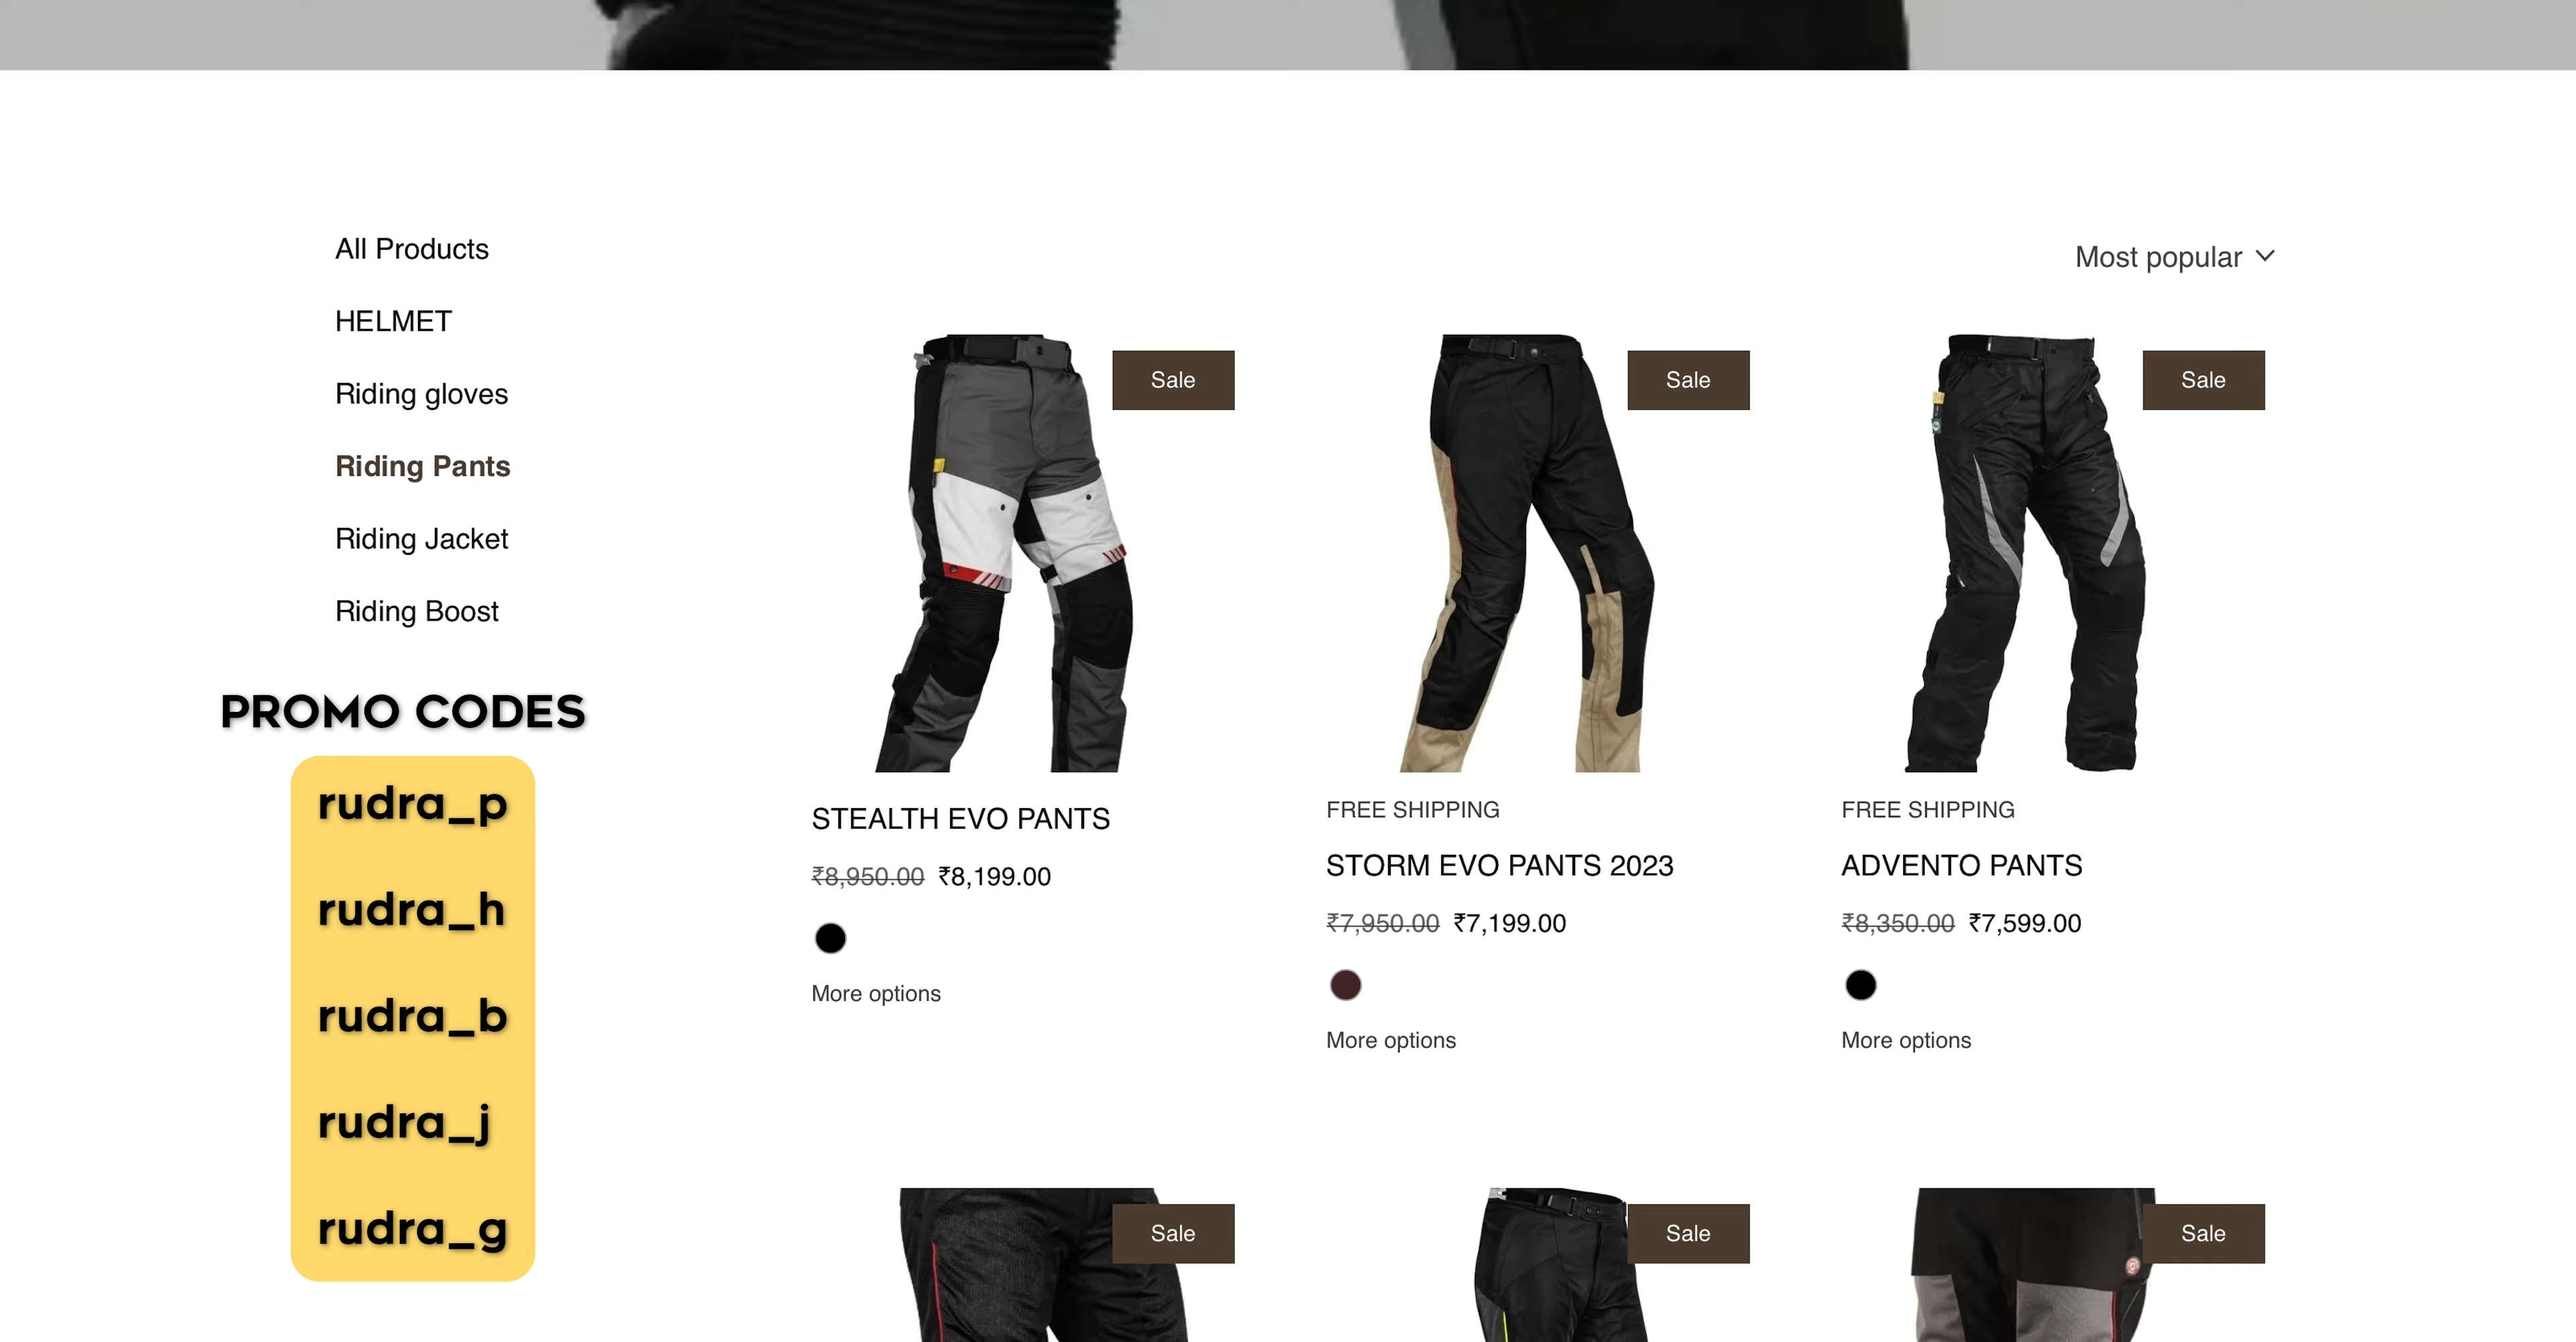 All Products
HELMET
Riding gloves
Riding Pants
Riding Jacket
Riding Boost
PROMO CODES
rudra_p
rudra_h
rudra_b
rudra_j
rudra_g
Most popular
Sale
Sale
Sale
STEALTH EVO PANTS
₹8,950.00 ₹8,199.00
More options
FREE SHIPPING
STORM EVO PANTS 2023
₹7,950.00 ₹7,199.00
More options
FREE SHIPPING
ADVENTO PANTS
₹8,350.00 ₹7,599.00
More options
Sale
Sale
Sale